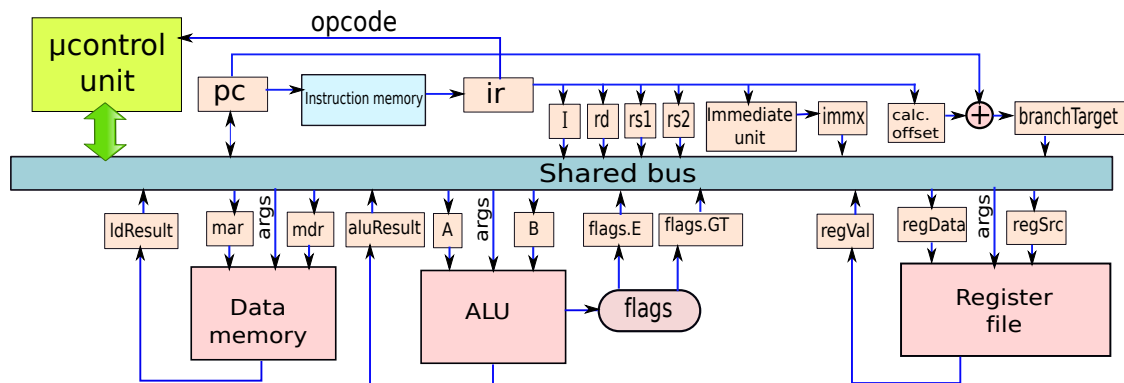 opcode
μcontrol
unit
pc
Instruction memory
ir
I
rd
rs1
rs2
Immediate
unit
immx
calc.
offset
+
branchTarget
Shared bus
ldResult
mar
args
mdr
aluResult
A
args
B
flags.E
flags.GT
regVal
regData
args
regSrc
Data
memory
ALU
flags
Register
file